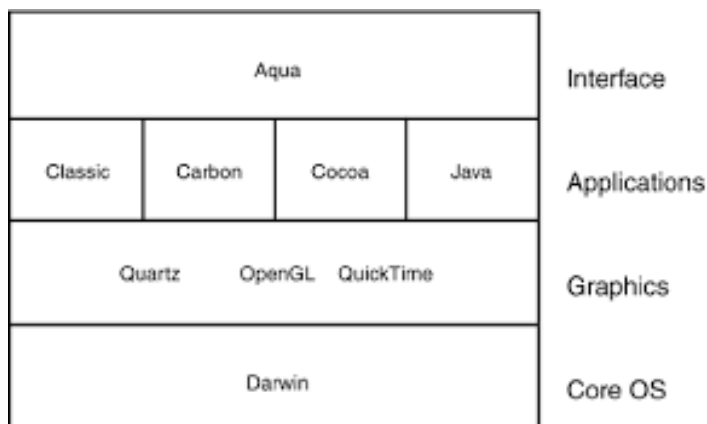 Aqua
Interface
Classic Carbon Cocoa Java
Applications
Quartz OpenGL QuickTime
Graphics
Darwin
Core OS